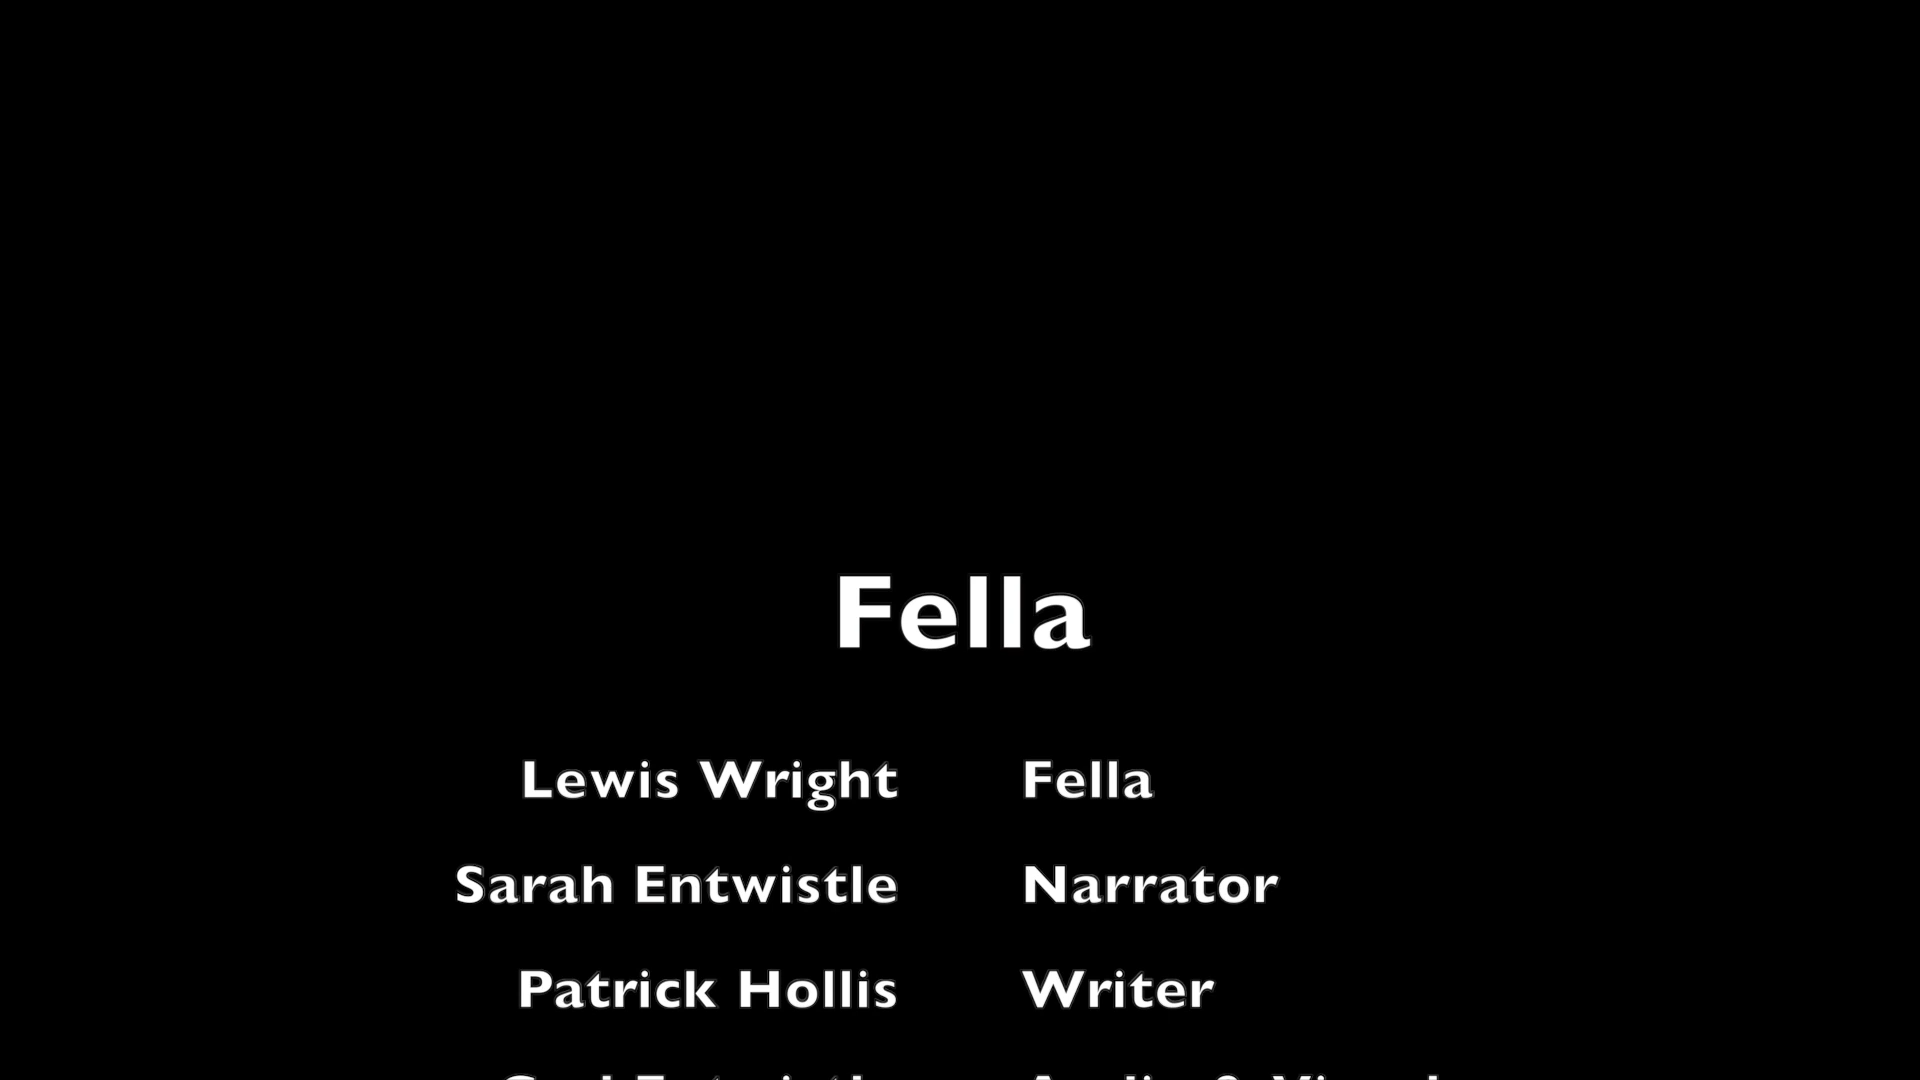 Fella
Lewis Wright Fella
Sarah Entwistle Narrator
Patrick Hollis Writer